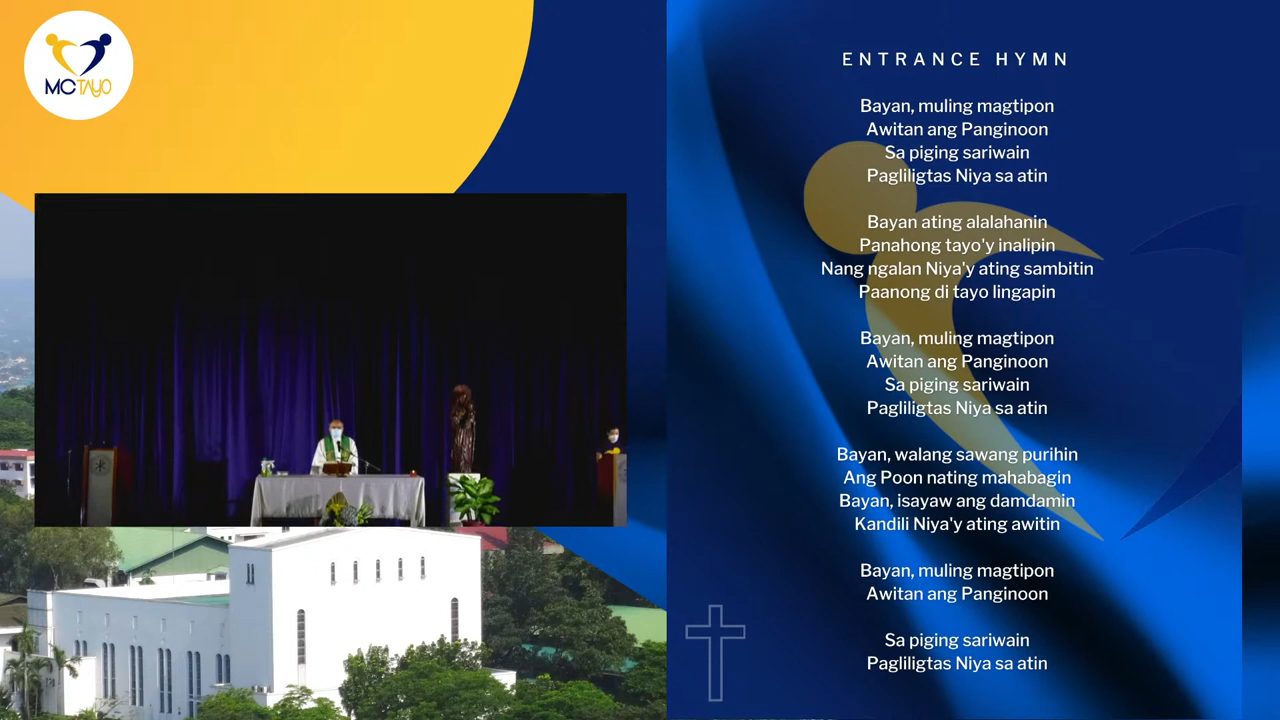 MCTAYO
ENTRANCE HYMN
Bayan, muling magtipon
Awitan ang Panginoon
Sa piging sariwain
Pagliligtas Niya sa atin
Bayan ating alalahanin
Panahong tayo'y inalipin
Nang ngalan Niya'y ating sambitin
Paanong di tayo lingapin
Bayan, muling magtipon
Awitan ang Panginoon
Sa piging sariwain
Pagliligtas Niya sa atin
Bayan, walang sawang purihin
Ang Poon nating mahabagin
Bayan, isayaw ang damdamin
Kandili Niya'y ating awitin
Bayan, muling magtipon
Awitan ang Panginoon
Sa piging sariwain
Pagliligtas Niya sa atin